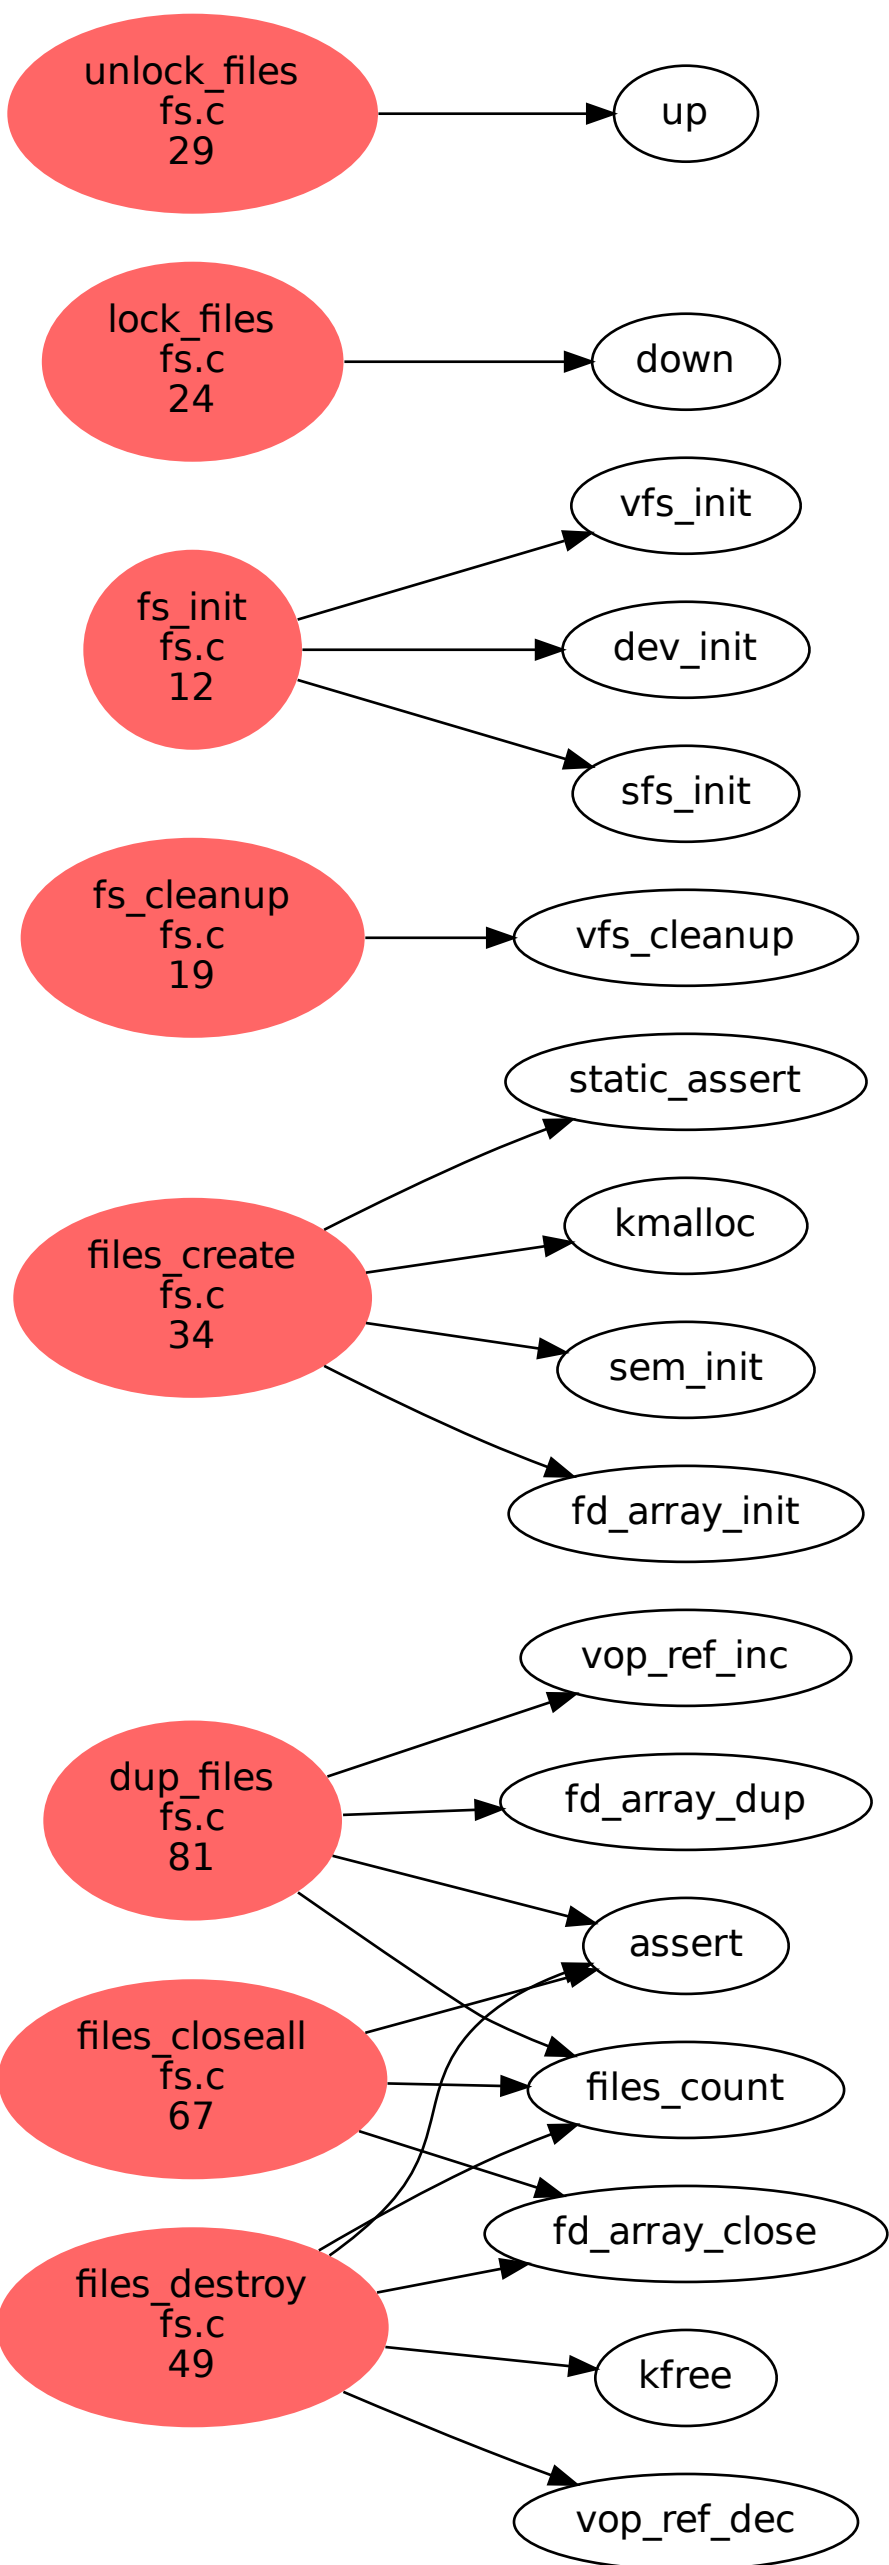 unlock_files
fs.c
29
up
lock_files
fs.c
24
down
vfs_init
fs_init
fs.c
12
dev_init
sfs_init
fs_cleanup
fs.c
19
vfs_cleanup
static_assert
kmalloc
files_create
fs.c
34
sem_init
fd_array_init
vop_ref_inc
dup_files
fs.c
81
fd_array_dup
assert
files_closeall
fs.c
67
files_count
fd_array_close
files_destroy
fs.c
49
kfree
vop_ref_dec